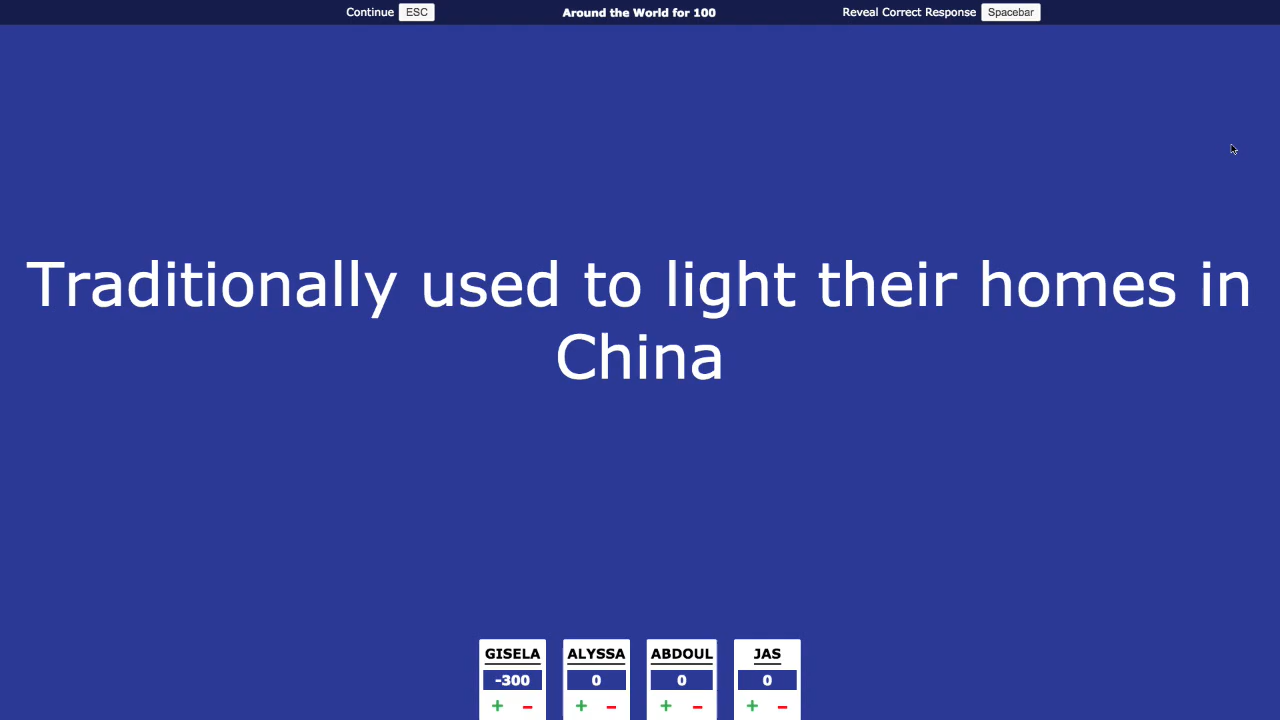 Continue ESC Around the World for 100 Reveal Correct Response Spacebar
Traditionally used to light their homes in
China
GISELA ALYSSA ABDOUL JAS
-300 0 0 0
+ − + − + − + −